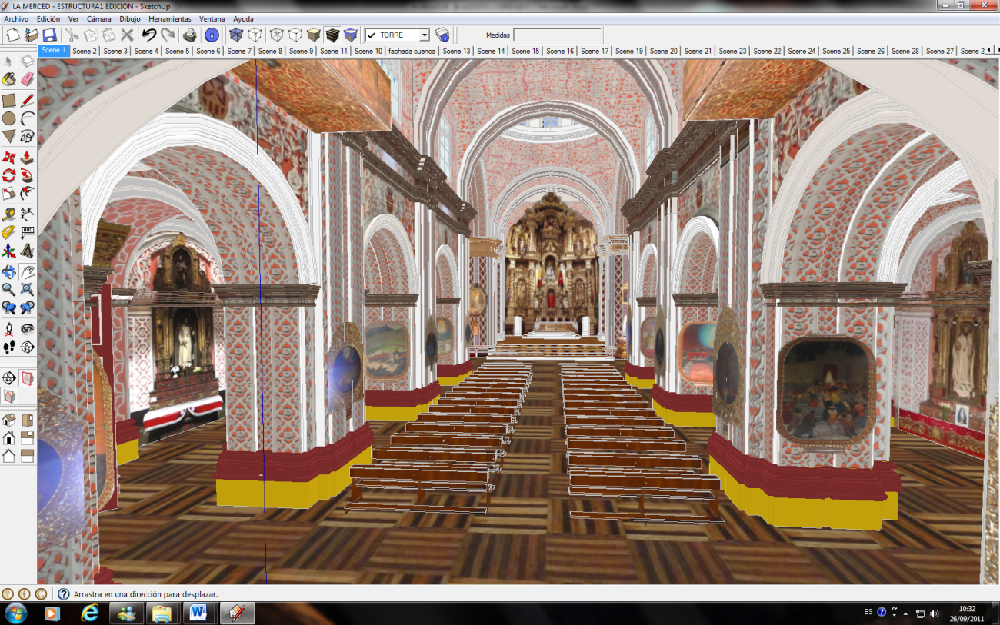 LA MERCED - ESTRUCTURA1 EDICION - SketchUp
Archivo Edición Ver Cámara Dibujo Herramientas Ventana Ayuda
TORRE Medidas
Scene 1 Scene 2 Scene 3 Scene 4 Scene 5 Scene 6 Scene 7 Scene 8 Scene 9 Scene 11 Scene 10 fachada cuenca Scene 13 Scene 14 Scene 15 Scene 16 Scene 17 Scene 19 Scene 20 Scene 21 Scene 23 Scene 22 Scene 24 Scene 25 Scene 26 Scene 28 Scene 27 Scene 2
ABC
Arrastra en una dirección para desplazar.
ES 10:32
26/09/2011